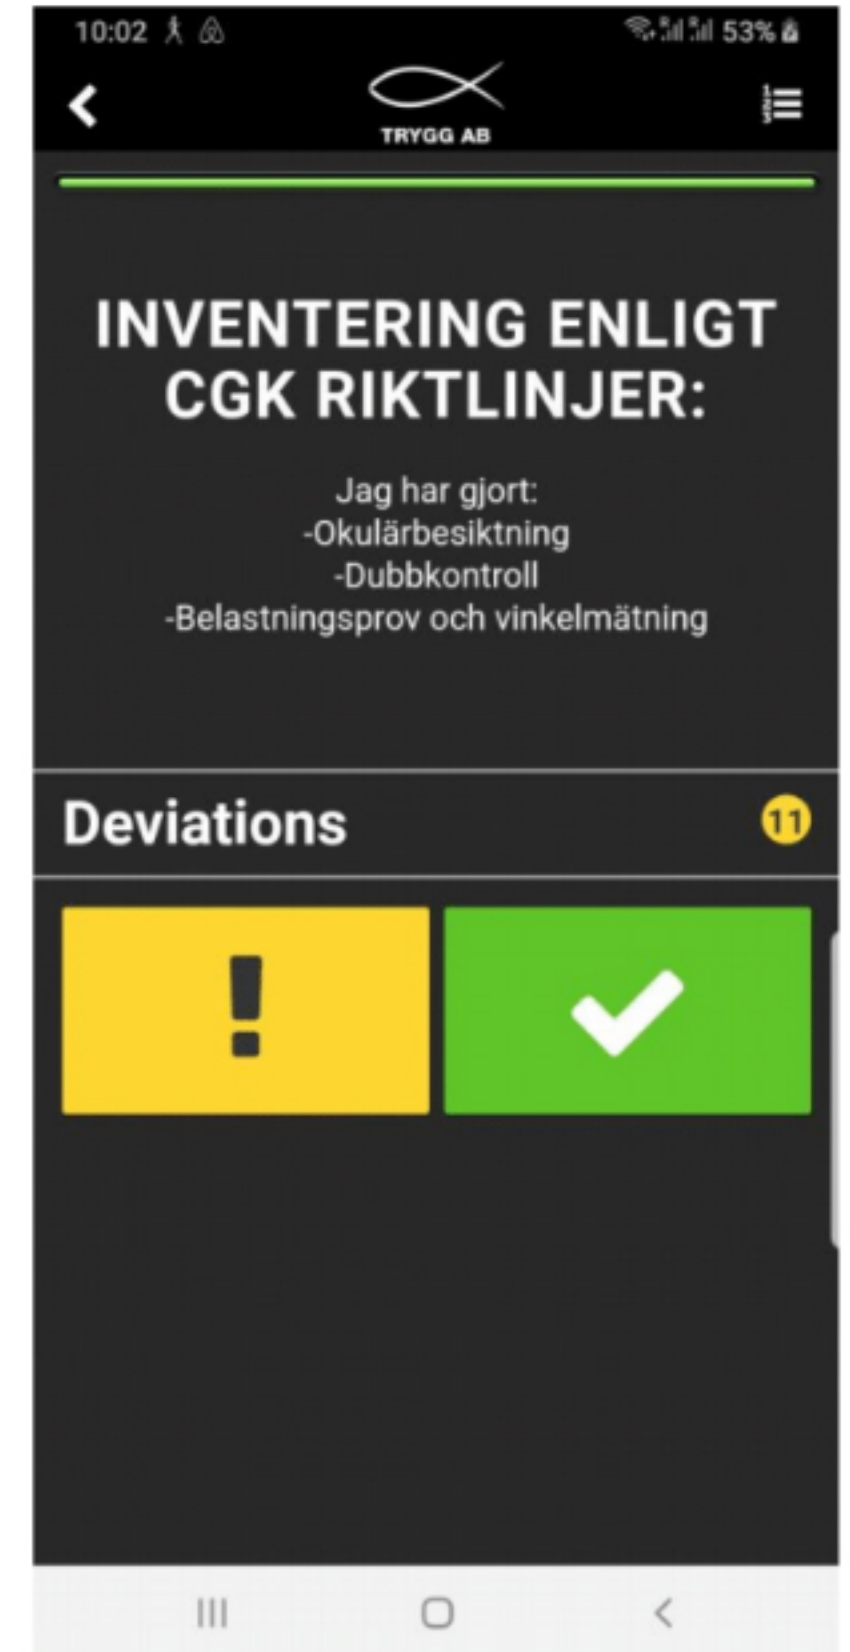 10:02 53%
TRYGG AB
INVENTERING ENLIGT
CGK RIKTLINJER:
Jag har gjort:
-Okulärbesiktning
-Dubbkontroll
-Belastningsprov och vinkelmätning
Deviations 11
!